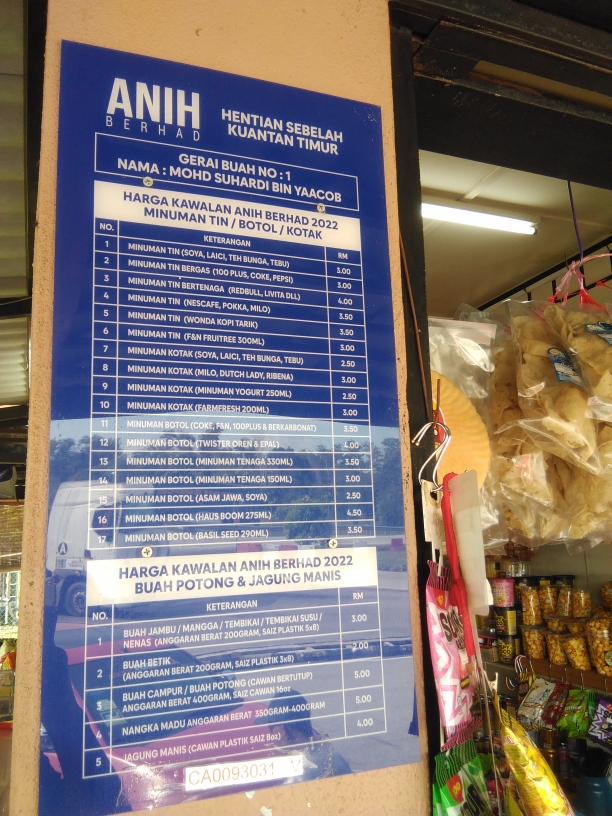 ANIH
BERHAD
HENTIAN SEBELAH
KUANTAN TIMUR
GERAI BUAH NO : 1
NAMA : MOHD SUHARDI BIN YAACOB
HARGA KAWALAN ANIH BERHAD 2022
MINUMAN TIN / BOTOL / KOTAK
NO. KETERANGAN RM
1 MINUMAN TIN (SOYA, LAICI, TEH BUNGA, TEBU) 3.00
2 MINUMAN TIN BERGAS (100 PLUS, COKE, PEPSI) 3.00
3 MINUMAN TIN BERTENAGA (REDBULL, LIVITA DLL) 4.00
4 MINUMAN TIN (NESCAFE, POKKA, MILO) 3.50
5 MINUMAN TIN (WONDA KOPI TARIK) 3.50
6 MINUMAN TIN (F&N FRUITREE 300ML) 3.00
7 MINUMAN KOTAK (SOYA, LAICI, TEH BUNGA, TEBU) 2.50
8 MINUMAN KOTAK (MILO, DUTCH LADY, RIBENA) 3.00
9 MINUMAN KOTAK (MINUMAN YOGURT 250ML) 2.50
10 MINUMAN KOTAK (FARMFRESH 200ML) 3.00
11 MINUMAN BOTOL (COKE, F&N, 100PLUS & BERKARBONAT) 3.50
12 MINUMAN BOTOL (TWISTER OREN & EPAL) 4.00
13 MINUMAN BOTOL (MINUMAN TENAGA 330ML) 3.50
14 MINUMAN BOTOL (MINUMAN TENAGA 150ML) 3.00
15 MINUMAN BOTOL (ASAM JAWA, SOYA) 2.50
16 MINUMAN BOTOL (HAUS BOOM 275ML) 4.50
17 MINUMAN BOTOL (BASIL SEED 290ML) 3.50
HARGA KAWALAN ANIH BERHAD 2022
BUAH POTONG & JAGUNG MANIS
NO. KETERANGAN RM
1 BUAH JAMBU / MANGGA / TEMBIKAI / TEMBIKAI SUSU / 3.00
NENAS (ANGGARAN BERAT 200GRAM, SAIZ PLASTIK 5x8)
2 BUAH BETIK 2.00
(ANGGARAN BERAT 200GRAM, SAIZ PLASTIK 3x8)
3 BUAH CAMPUR / BUAH POTONG (CAWAN BERTUTUP) 5.00
ANGGARAN BERAT 400GRAM, SAIZ CAWAN 16oz
4 NANGKA MADU ANGGARAN BERAT 350GRAM-400GRAM 5.00
5 JAGUNG MANIS (CAWAN PLASTIK SAIZ 8oz) 4.00
CA0093031 V